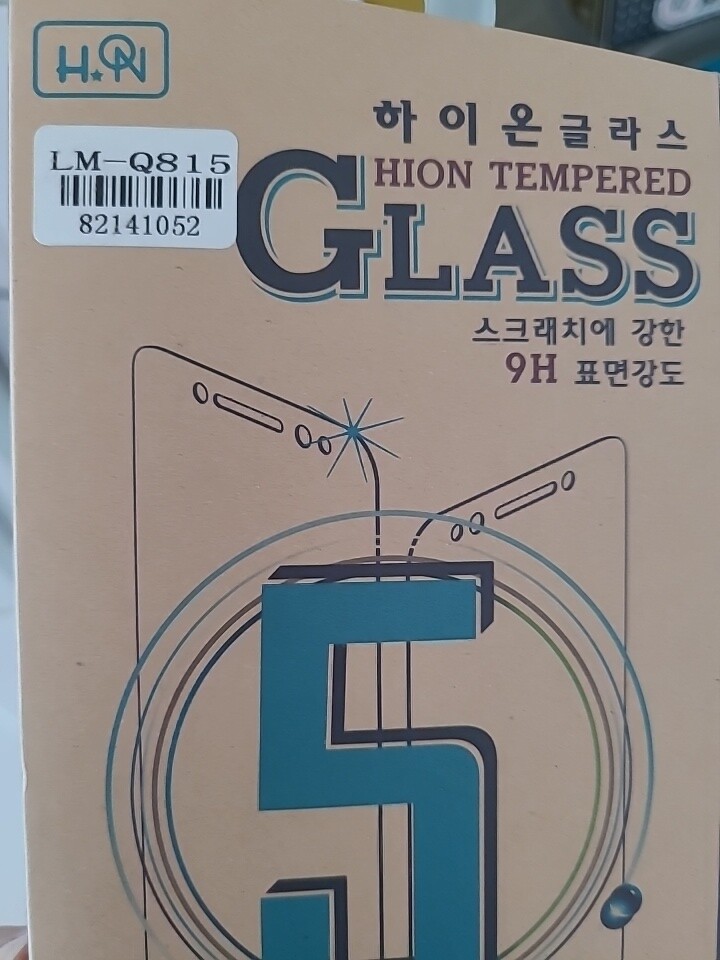 HION
LM-Q815
82141052
하이온글라스
HION TEMPERED
GLASS
스크래치에 강한
9H 표면강도
5